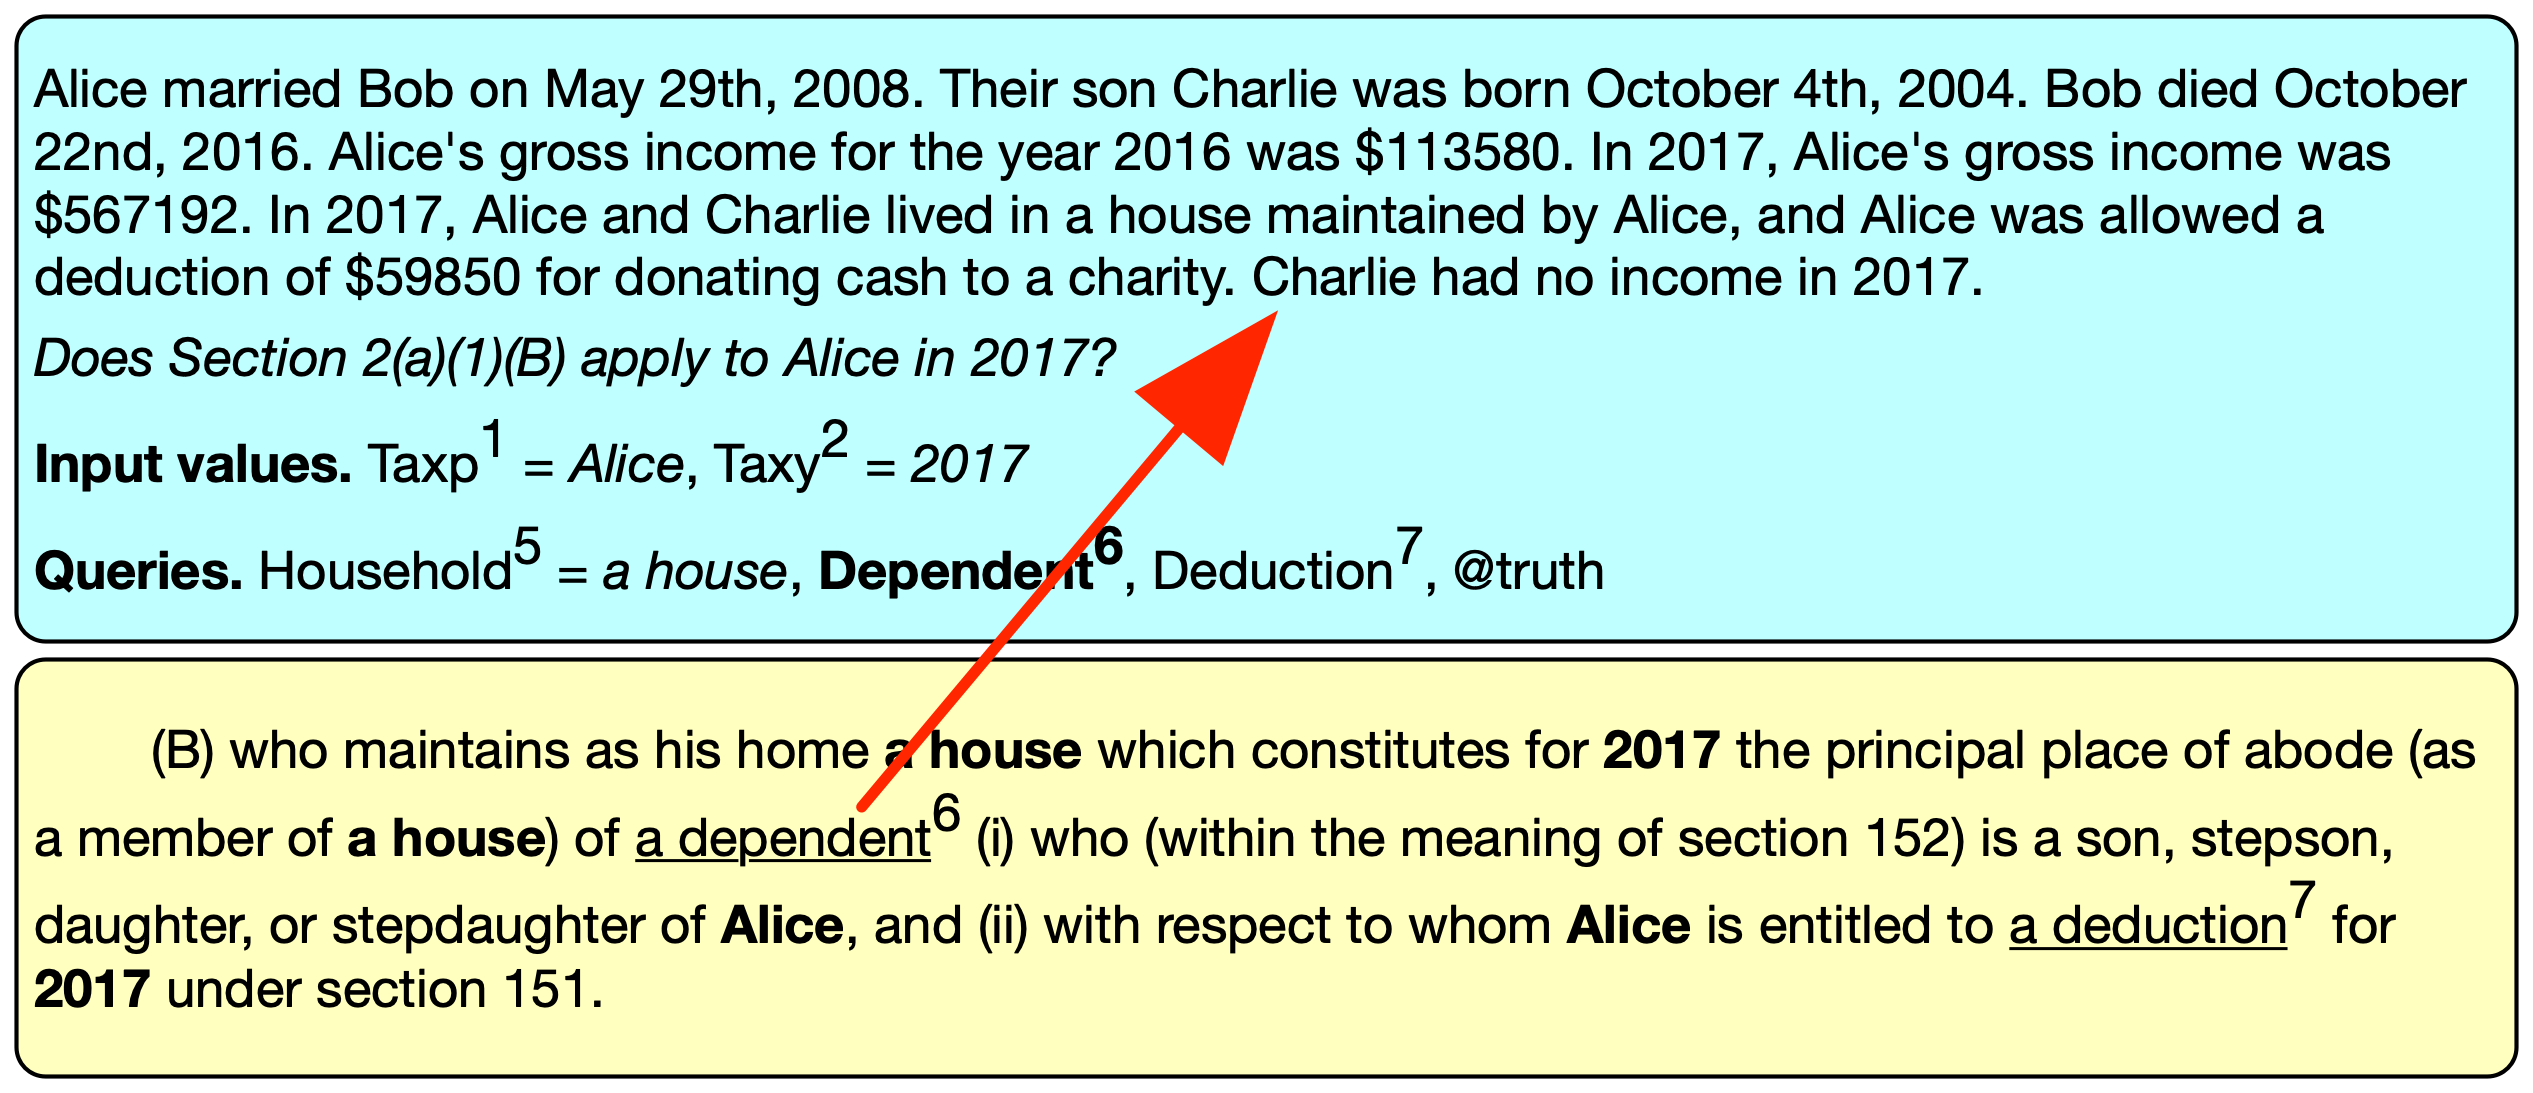 Alice married Bob on May 29th, 2008. Their son Charlie was born October 4th, 2004. Bob died October
22nd, 2016. Alice's gross income for the year 2016 was $113580. In 2017, Alice's gross income was
$567192. In 2017, Alice and Charlie lived in a house maintained by Alice, and Alice was allowed a
deduction of $59850 for donating cash to a charity. Charlie had no income in 2017.
Does Section 2(a)(1)(B) apply to Alice in 2017?
Input values. Taxp1 = Alice, Taxy2 = 2017
Queries. Household5 = a house, Dependent6, Deduction7, @truth
(B) who maintains as his home a house which constitutes for 2017 the principal place of abode (as
a member of a house) of a dependent6 (i) who (within the meaning of section 152) is a son, stepson,
daughter, or stepdaughter of Alice, and (ii) with respect to whom Alice is entitled to a deduction7 for
2017 under section 151.